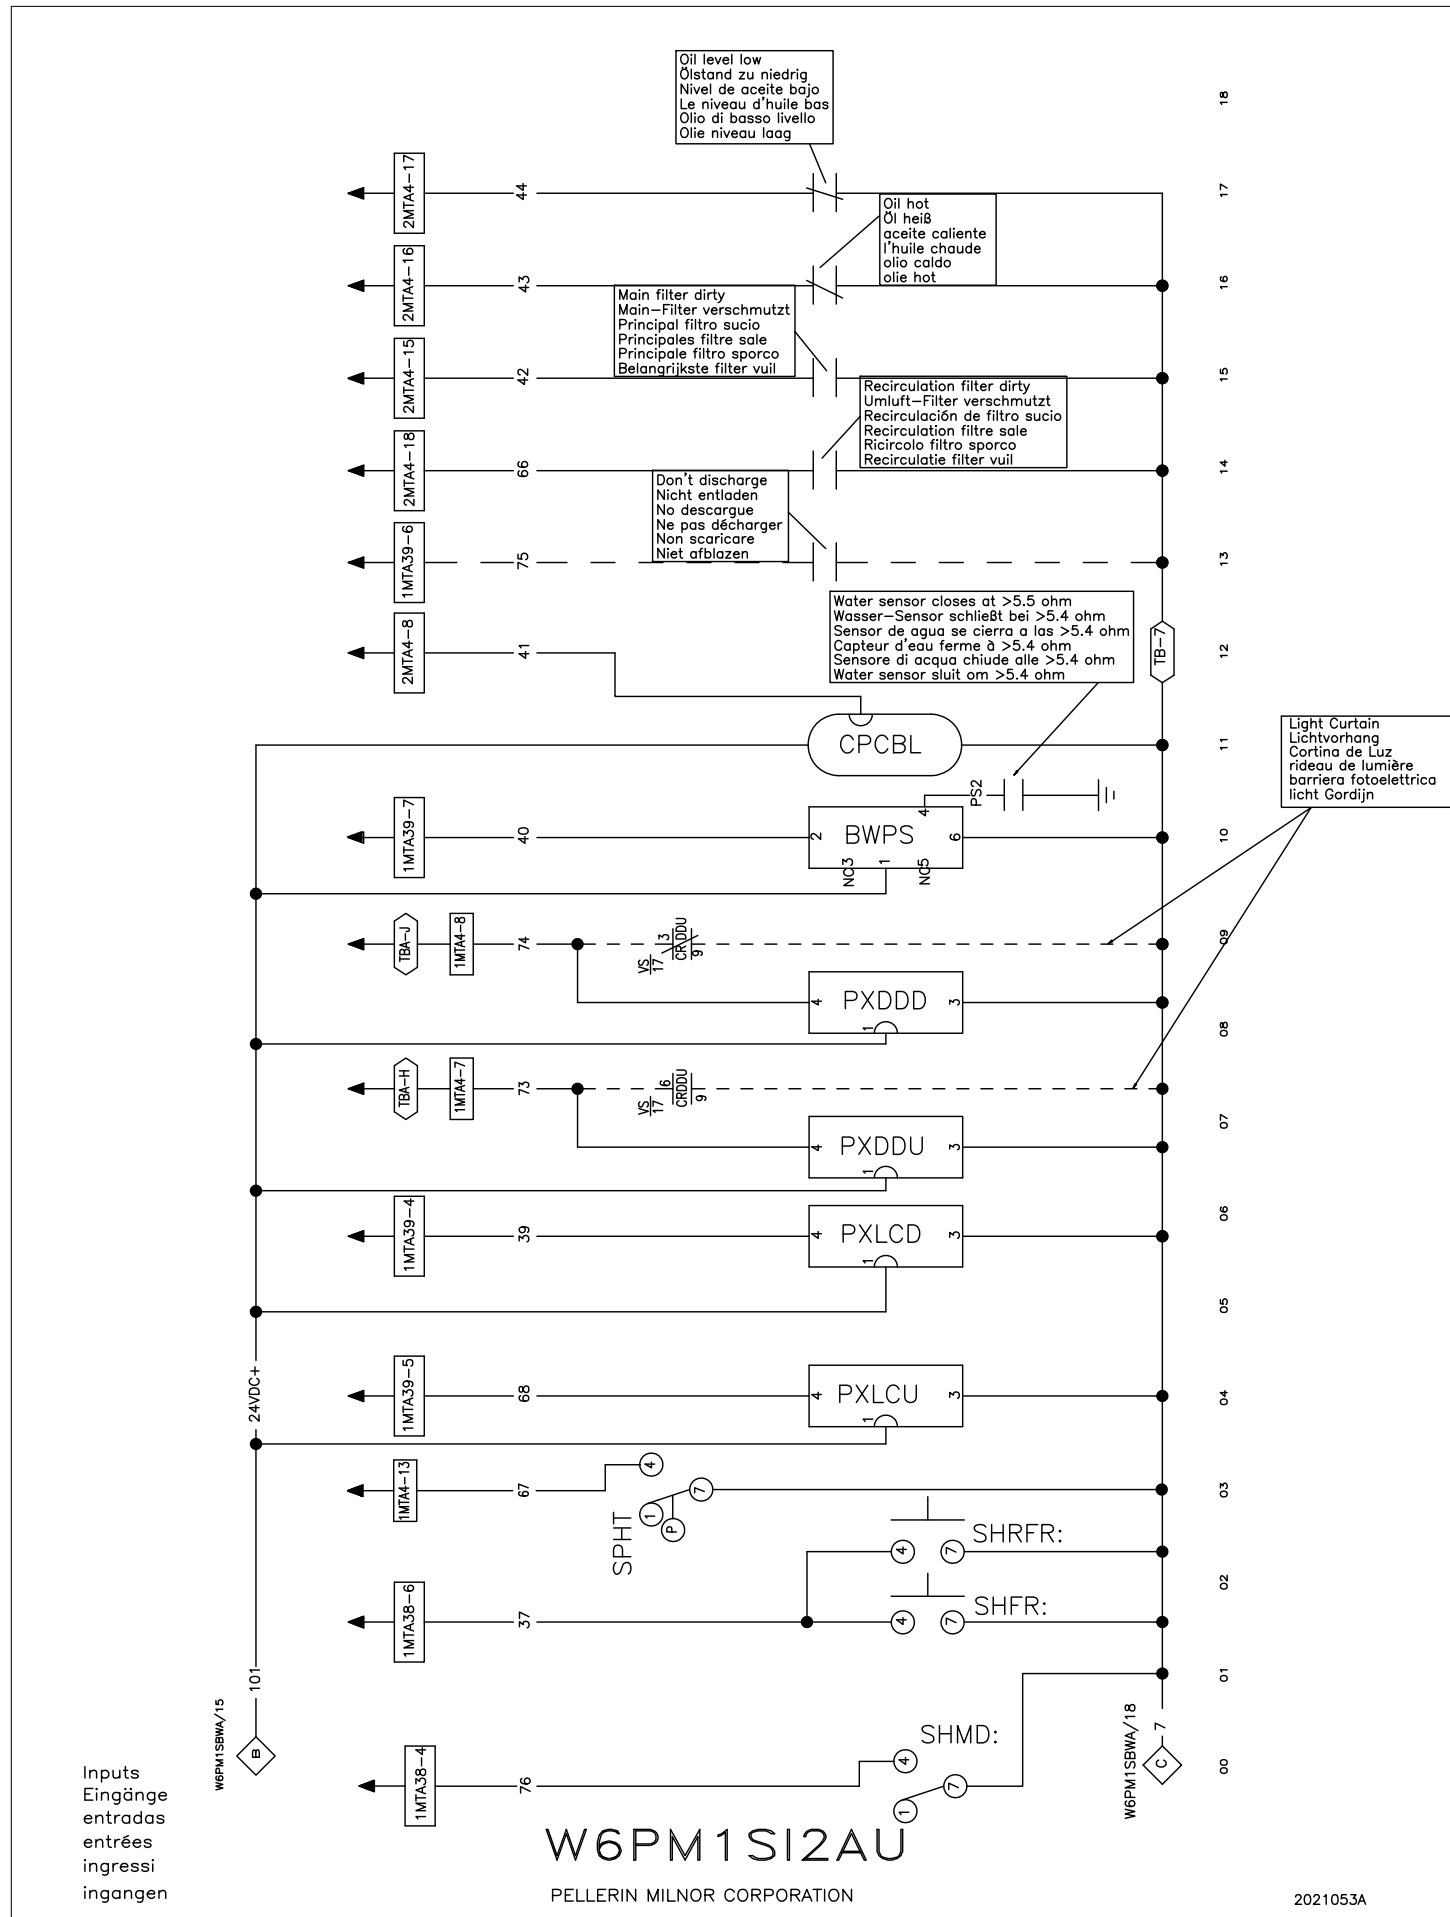 Oil level low
Ölstand zu niedrig
Nivel de aceite bajo
Le niveau d'huile bas
Olio di basso livello
Olie niveau laag
18
2MTA4-17
44
17
Oil hot
Öl heiß
aceite caliente
l'huile chaude
olio caldo
olie hot
2MTA4-16
43
16
Main filter dirty
Main-Filter verschmutzt
Principal filtro sucio
Principales filtre sale
Principale filtro sporco
Belangrijkste filter vuil
2MTA4-15
42
15
Recirculation filter dirty
Umluft-Filter verschmutzt
Recirculación de filtro sucio
Recirculation filtre sale
Ricircolo filtro sporco
Recirculatie filter vuil
2MTA4-18
66
14
Don't discharge
Nicht entladen
No descargue
Ne pas décharger
Non scaricare
Niet afblazen
1MTA39-6
75
13
Water sensor closes at >5.5 ohm
Wasser-Sensor schließt bei >5.4 ohm
Sensor de agua se cierra a las >5.4 ohm
Capteur d'eau ferme à >5.4 ohm
Sensore di acqua chiude alle >5.4 ohm
Water sensor sluit om >5.4 ohm
2MTA4-8
41
TB-7
12
CPCBL
11
Light Curtain
Lichtvorhang
Cortina de Luz
rideau de lumière
barriera fotoelettrica
licht Gordijn
PS2
1MTA39-7
40
2
BWPS
4
6
NC3
1
NC5
10
TBA-J
1MTA4-8
74
VS
17
3
CRDDU
9
09
4
PXDDD
3
1
08
TBA-H
1MTA4-7
73
VS
17
6
CRDDU
9
07
4
PXDDU
3
1
06
1MTA39-4
39
4
PXLCD
3
1
05
24VDC+
1MTA39-5
68
4
PXLCU
3
1
04
1MTA4-13
67
4
7
1
P
SPHT
03
SHRFR:
4
7
02
1MTA38-6
37
SHFR:
4
7
01
W6PM1SBWA/15
101
B
SHMD:
1MTA38-4
76
4
7
1
W6PM1SBWA/18
7
C
00
Inputs
Eingänge
entradas
entrées
ingressi
ingangen
W6PM1SI2AU
PELLERIN MILNOR CORPORATION
2021053A